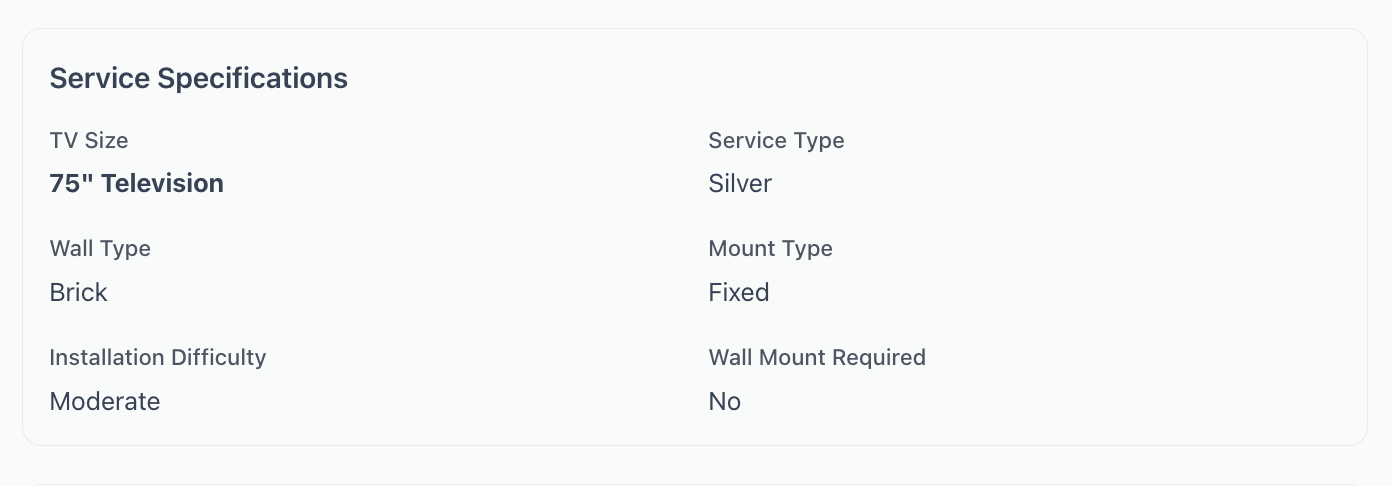 Service Specifications
TV Size
75" Television
Service Type
Silver
Wall Type
Brick
Mount Type
Fixed
Installation Difficulty
Moderate
Wall Mount Required
No